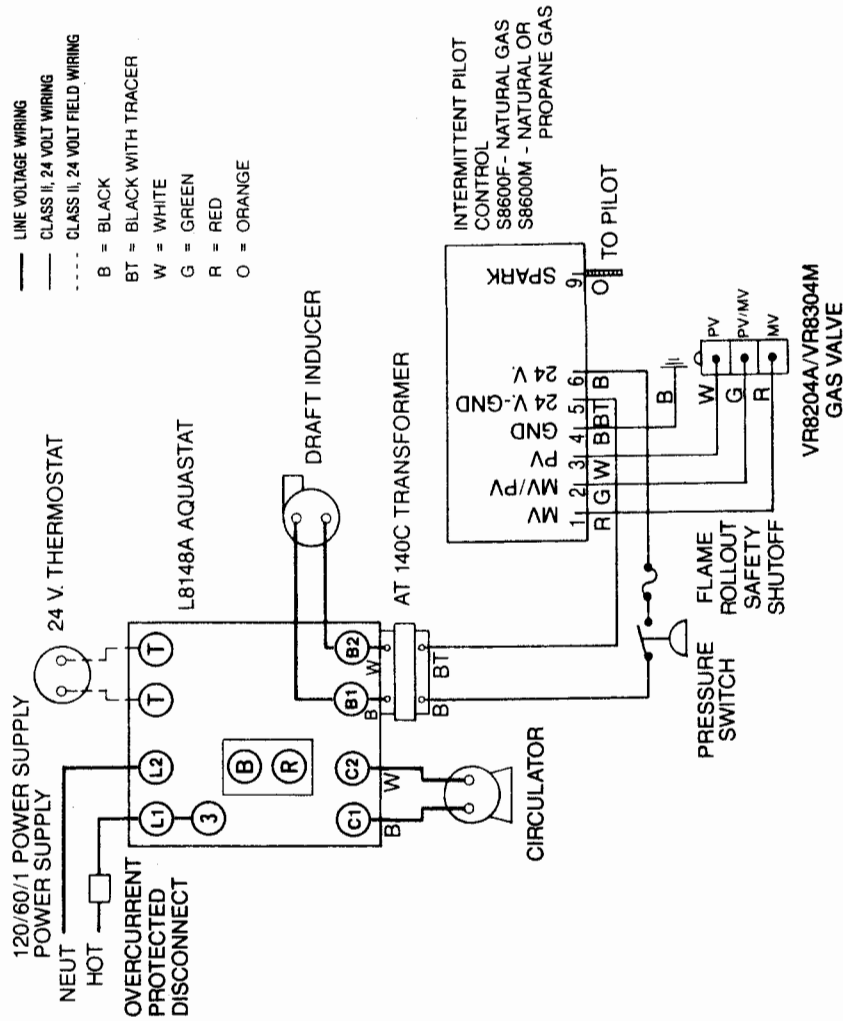 120/60/1 POWER SUPPLY
POWER SUPPLY
NEUT
HOT
OVERCURRENT
PROTECTED
DISCONNECT
24 V. THERMOSTAT
L8148A AQUASTAT
L1
L2
T
T
3
B
R
C1
C2
B1
B2
B
W
B
W
CIRCULATOR
DRAFT INDUCER
AT 140C TRANSFORMER
B
BT
PRESSURE
SWITCH
FLAME
ROLLOUT
SAFETY
SHUTOFF
LINE VOLTAGE WIRING
CLASS II, 24 VOLT WIRING
CLASS II, 24 VOLT FIELD WIRING
B = BLACK
BT = BLACK WITH TRACER
W = WHITE
G = GREEN
R = RED
O = ORANGE
INTERMITTENT PILOT
CONTROL
S8600F - NATURAL GAS
S8600M - NATURAL OR
PROPANE GAS
MV
MV/PV
PV
GND
24 V.-GND
24 V.
SPARK
1
2
3
4
5
6
9
R
G
W
B
BT
B
O
TO PILOT
B
W
G
R
PV
PV/MV
MV
VR8204A/VR8304M
GAS VALVE